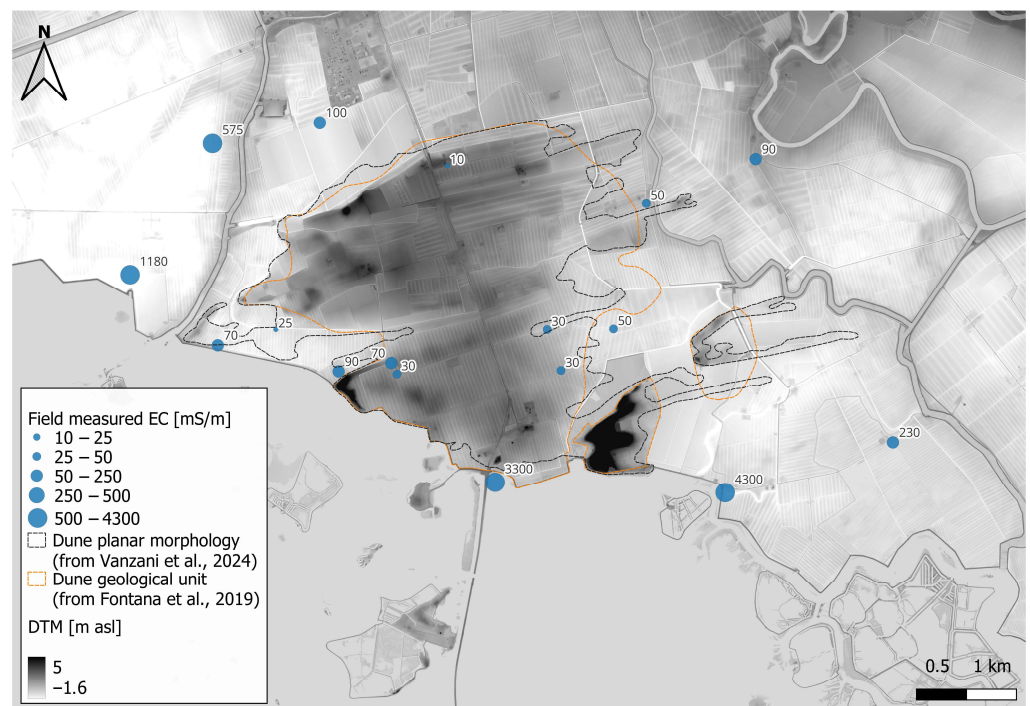 N
100
575
10
90
50
1180
25
70
30
50
90
70
30
30
230
3300
4300
Field measured EC [mS/m]
10 – 25
25 – 50
50 – 250
250 – 500
500 – 4300
Dune planar morphology
(from Vanzani et al., 2024)
Dune geological unit
(from Fontana et al., 2019)
DTM [m asl]
5
−1.6
0.5 1 km